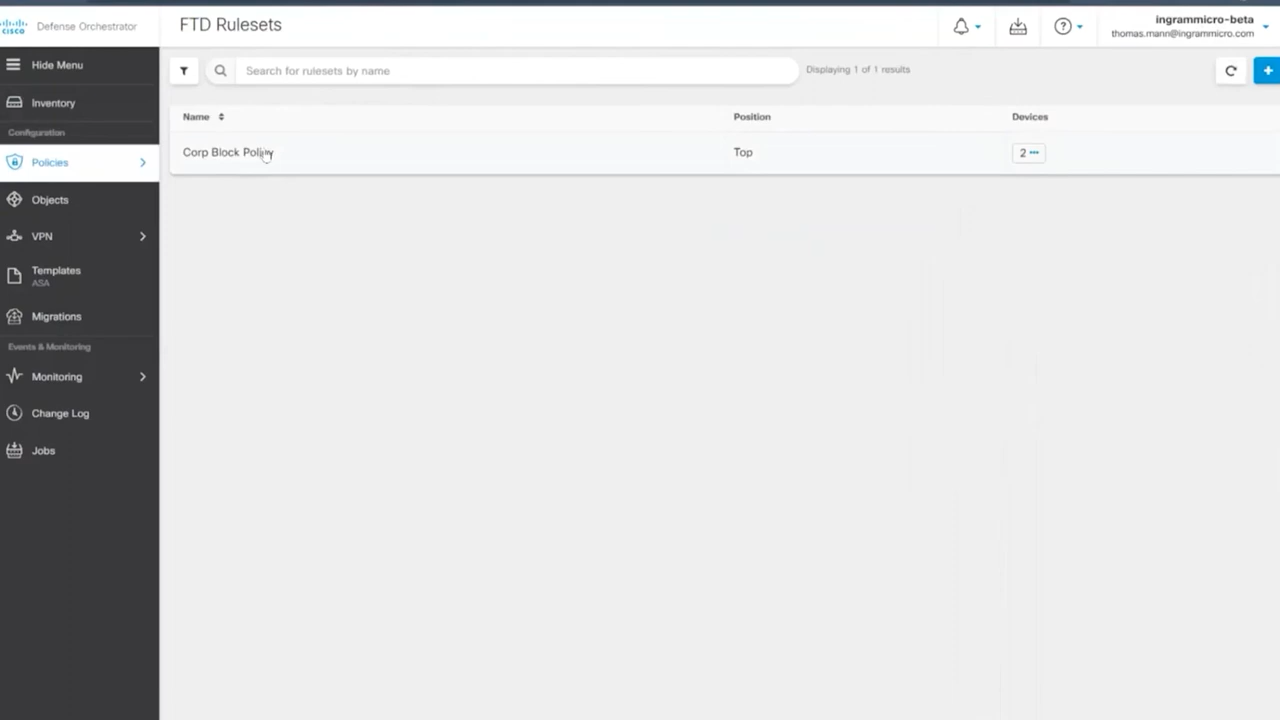 CISCO
Defense Orchestrator
FTD Rulesets
ingrammicro-beta
thomas.mann@ingrammicro.com
Hide Menu
Search for rulesets by name
Displaying 1 of 1 results
Inventory
Configuration
Policies
Objects
VPN
Templates
ASA
Migrations
Events & Monitoring
Monitoring
Change Log
Jobs
Name Position Devices
Corp Block Policy Top 2